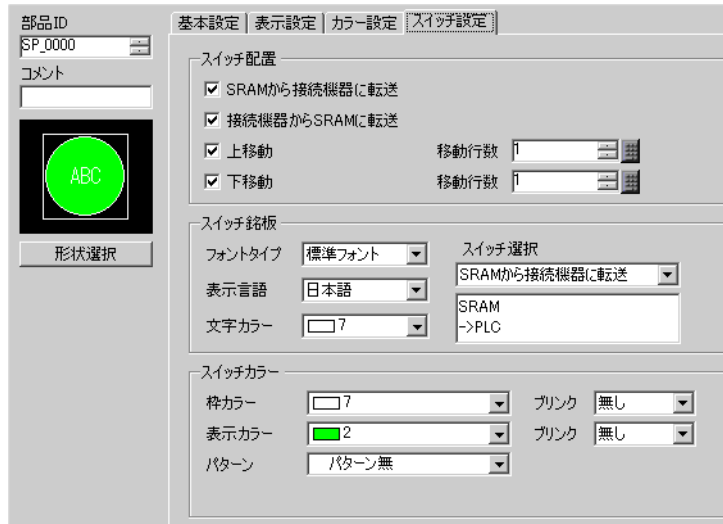 部品ID
SP_0000
コメント
ABC
形状選択
基本設定 表示設定 カラー設定 スイッチ設定
スイッチ配置
SRAMから接続機器に転送
接続機器からSRAMに転送
上移動 移動行数 1
下移動 移動行数 1
スイッチ銘板
フォントタイプ 標準フォント
表示言語 日本語
文字カラー 7
スイッチ選択
SRAMから接続機器に転送
SRAM
->PLC
スイッチカラー
枠カラー 7 ブリンク 無し
表示カラー 2 ブリンク 無し
パターン パターン無